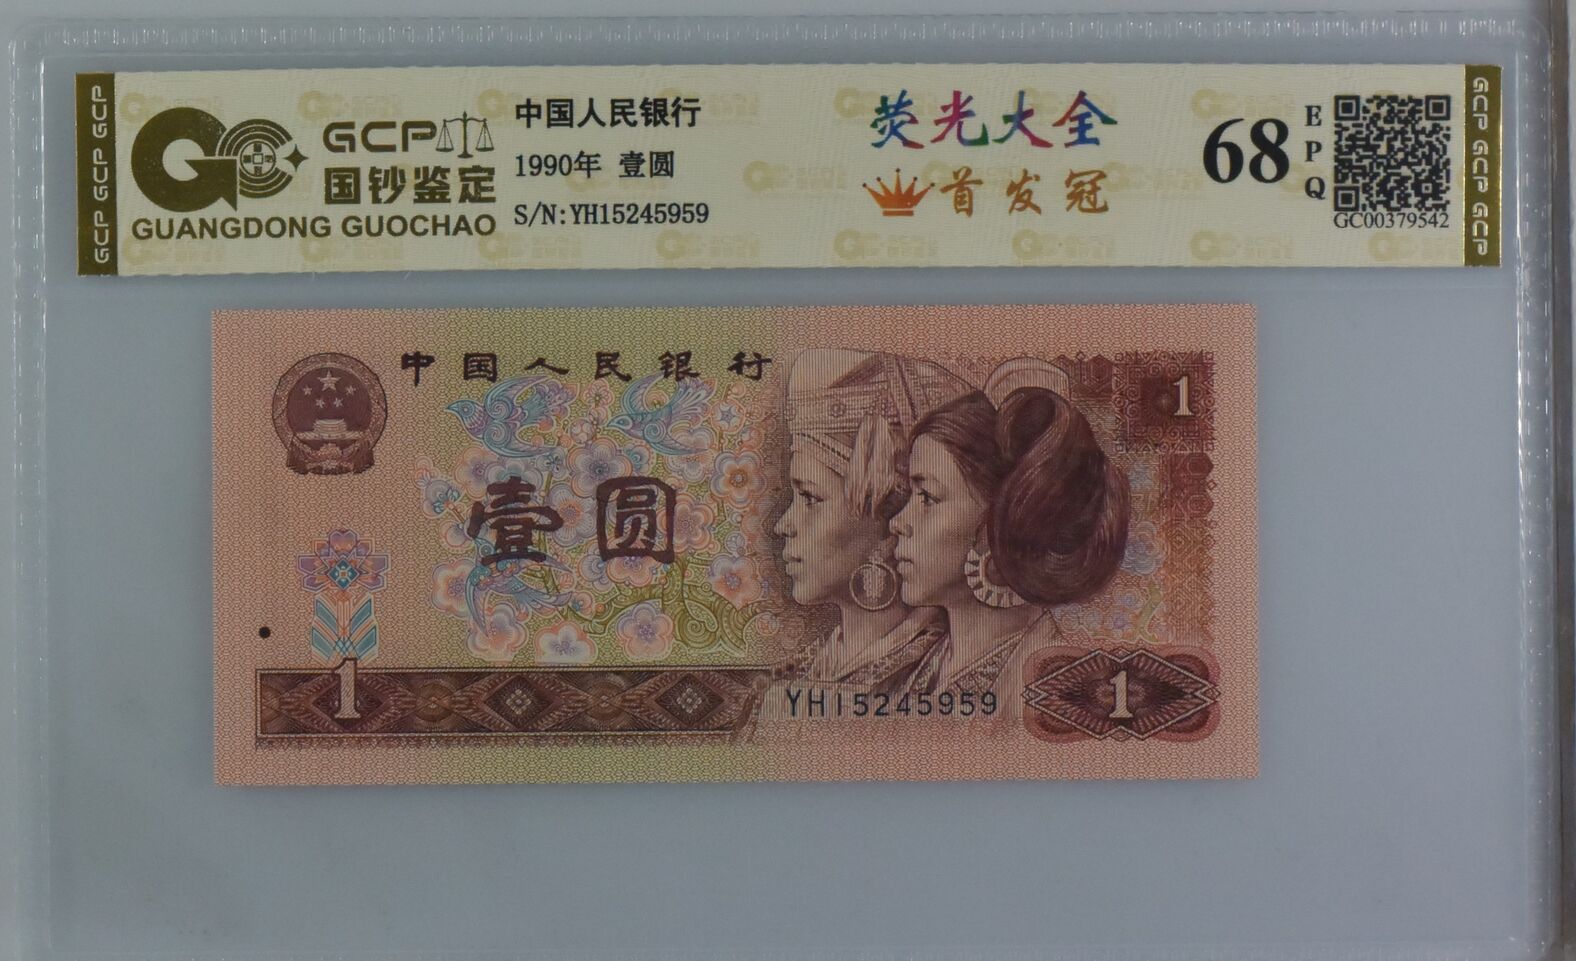 GCP GCP GCP
GCP
国钞鉴定
GUANGDONG GUOCHAO
中国人民银行
1990年 壹圆
S/N:YH15245959
荧光大全
首发冠
68
EPQ
GC00379542
GCP GCP GCP
中国人民银行
1
壹圆
1
YH15245959
1